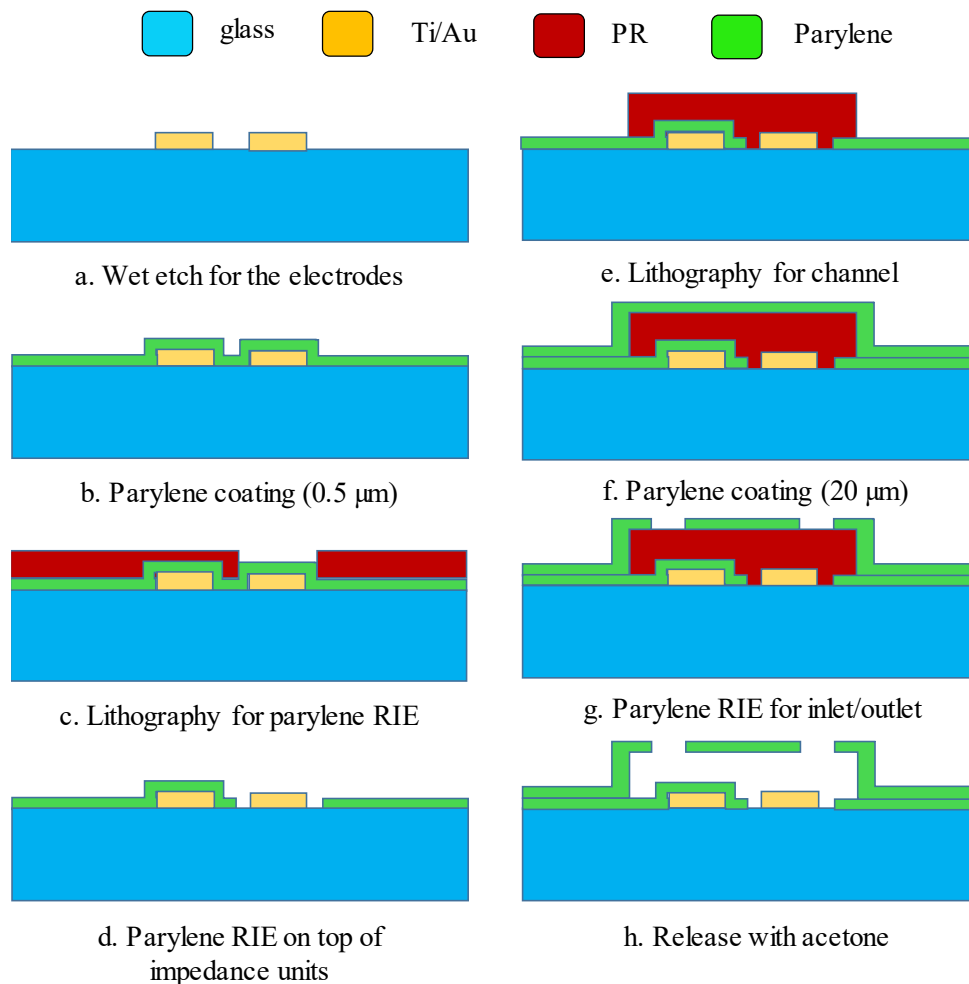 glass
Ti/Au
PR
Parylene
a. Wet etch for the electrodes
b. Parylene coating (0.5 μm)
c. Lithography for parylene RIE
d. Parylene RIE on top of
impedance units
e. Lithography for channel
f. Parylene coating (20 μm)
g. Parylene RIE for inlet/outlet
h. Release with acetone